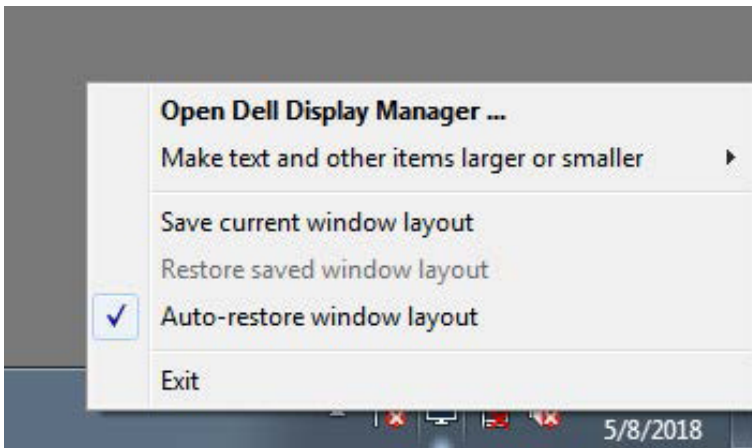 Open Dell Display Manager ...
Make text and other items larger or smaller
Save current window layout
Restore saved window layout
Auto-restore window layout
Exit
5/8/2018